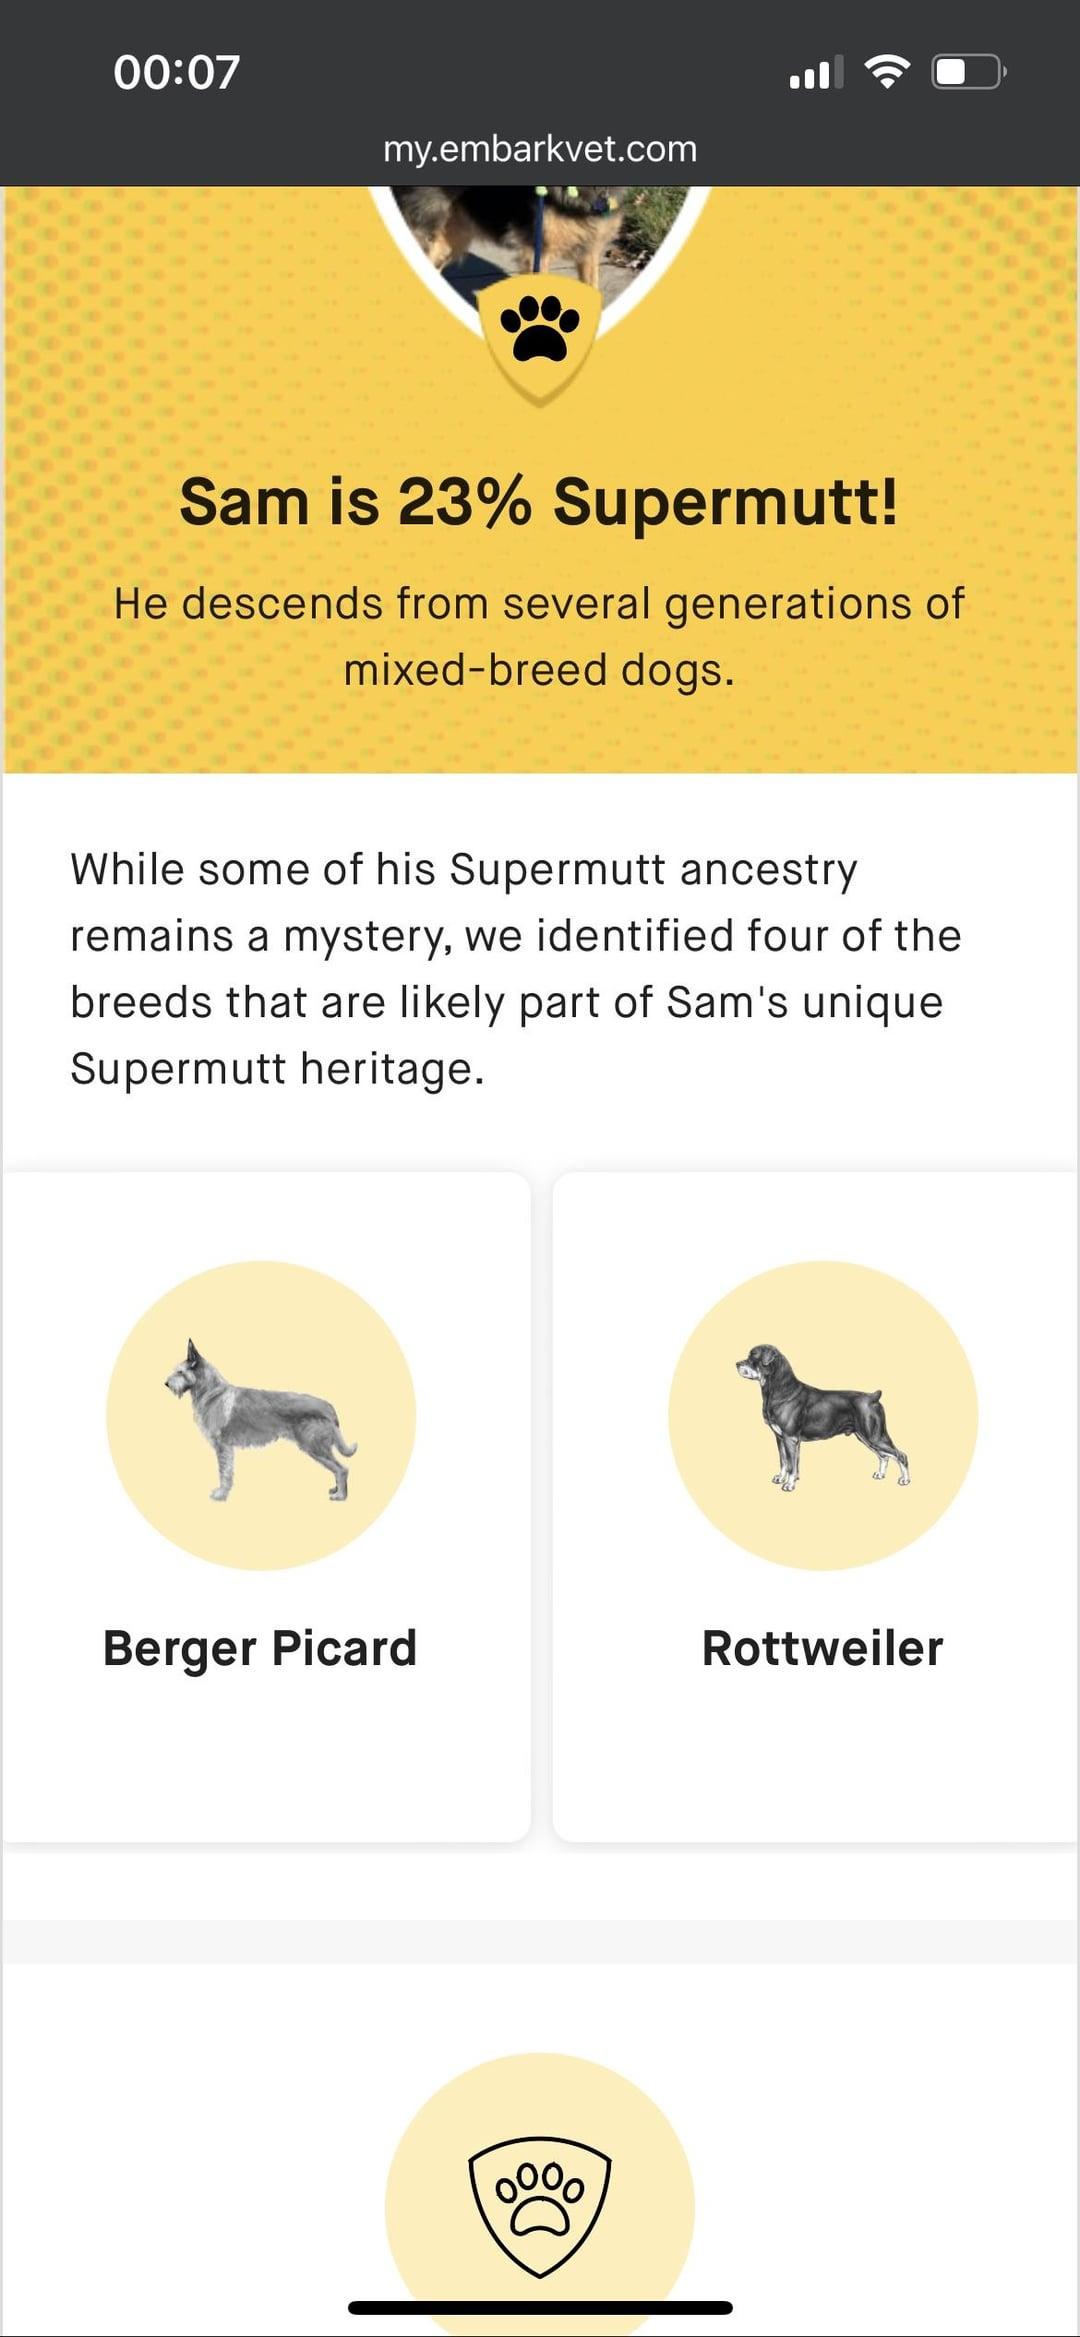 00:07
my.embarkvet.com
Sam is 23% Supermutt!
He descends from several generations of
mixed-breed dogs.
While some of his Supermutt ancestry
remains a mystery, we identified four of the
breeds that are likely part of Sam's unique
Supermutt heritage.
Berger Picard
Rottweiler